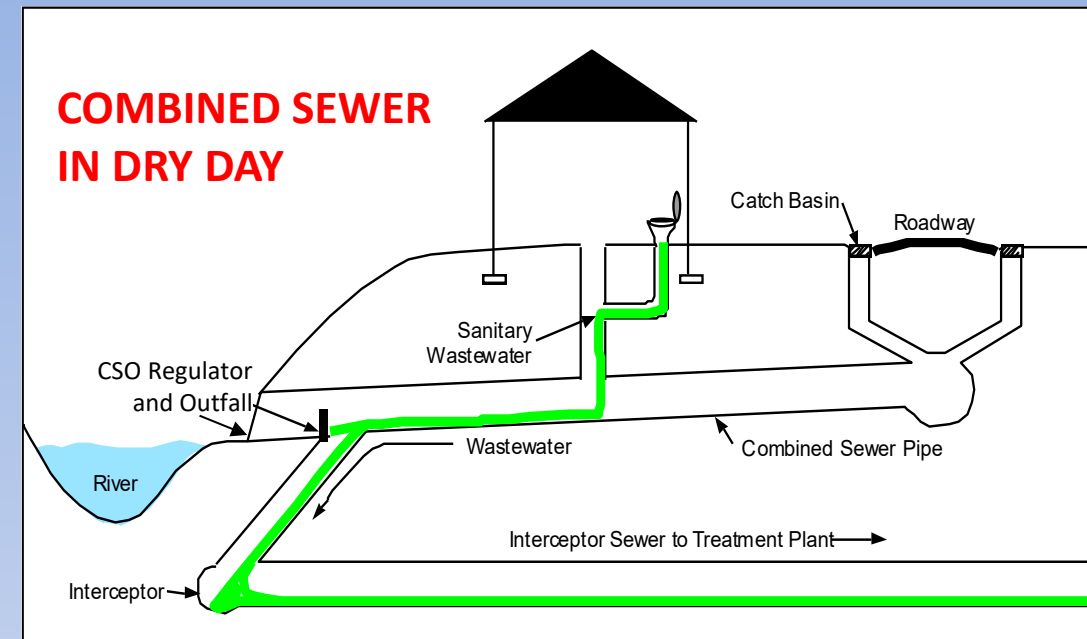 COMBINED SEWER
IN DRY DAY
Catch Basin
Roadway
Sanitary
Wastewater
CSO Regulator
and Outfall
Wastewater
Combined Sewer Pipe
River
Interceptor Sewer to Treatment Plant
Interceptor